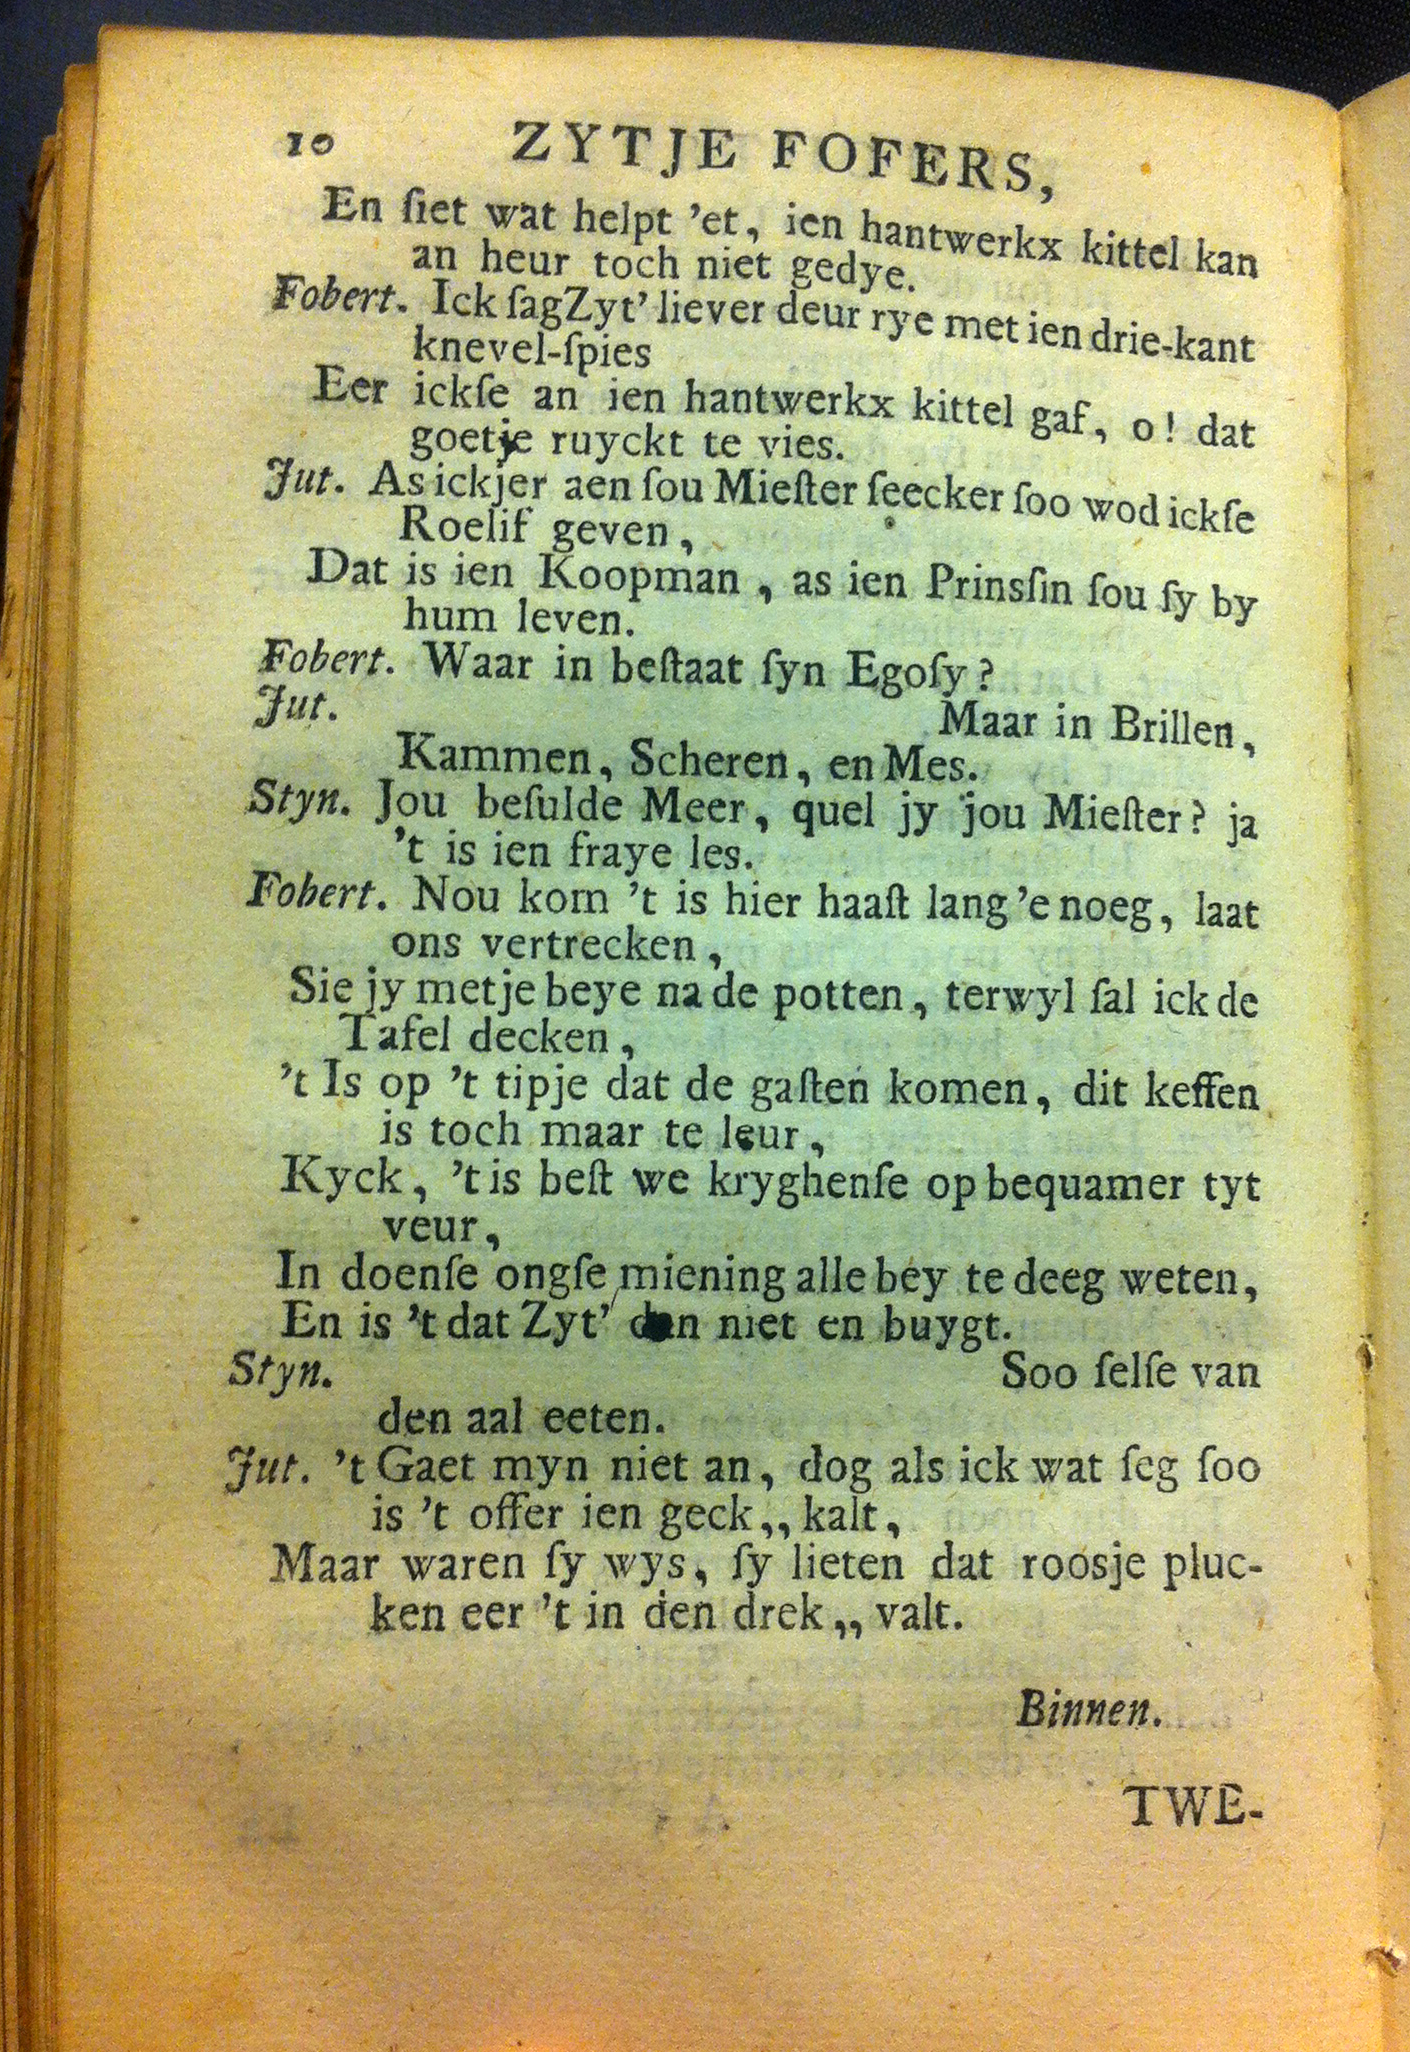 10 ZYTJE FOFERS,
En ſiet wat helpt ’et, ien hantwerkx kittel kan
an heur toch niet gedye.
Fobert. Ick ſagZyt’ liever deur rye met ien drie-kant
knevel-ſpies
Eer ickſe an ien hantwerkx kittel gaf, o! dat
goetje ruyckt te vies.
Jut. As ickjer aen ſou Mieſter ſeecker ſoo wod ickſe
Roelif geven,
Dat is ien Koopman, as ien Prinsſin ſou ſy by
hum leven.
Fobert. Waar in beſtaat ſyn Egoſy?
Jut. Maar in Brillen,
Kammen, Scheren, en Mes.
Styn. Jou beſulde Meer, quel jy jou Mieſter? ja
’t is ien fraye les.
Fobert. Nou kom ’t is hier haaſt lang ’e noeg, laat
ons vertrecken,
Sie jy metje beye na de potten, terwyl ſal ick de
Tafel decken,
’t Is op ’t tipje dat de gaſten komen, dit keffen
is toch maar te leur,
Kyck, ’t is beſt we kryghenſe op bequamer tyt
veur,
In doenſe ongſe miening alle bey te deeg weten,
En is ’t dat Zyt’ dan niet en buygt.
Styn. Soo ſelſe van
den aal eeten.
Jut. ’t Gaet myn niet an, dog als ick wat ſeg ſoo
is ’t offer ien geck,, kalt,
Maar waren ſy wys, ſy lieten dat roosje pluc-
ken eer ’t in den drek,, valt.
Binnen.
TWE-